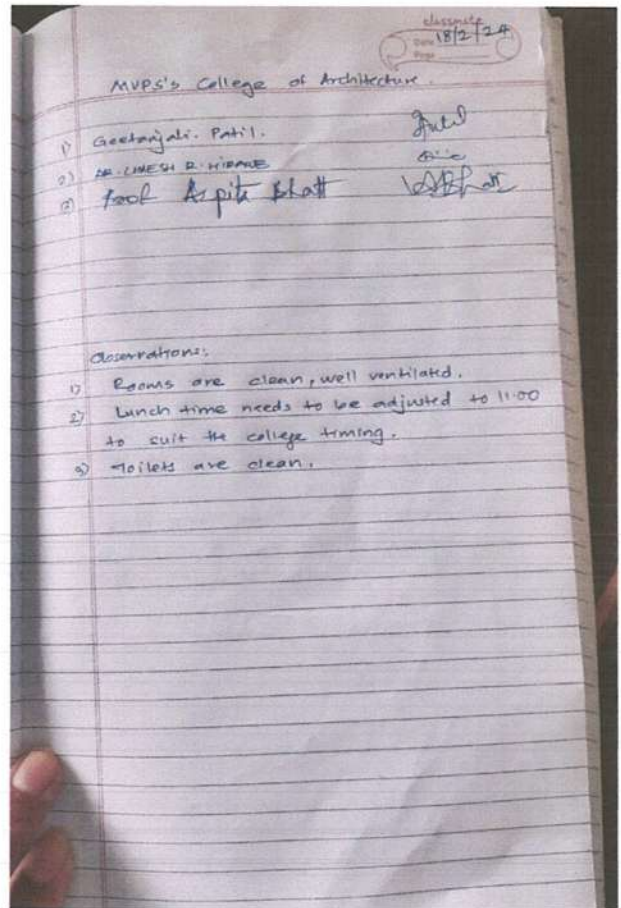 classmate
Date 18/2/24
Page
MVPS's College of Architecture.
1) Geetanjali. Patil.
2) AR. UMESH R. HIRADE
3) Prof Arpita Bhatt
Observations:
1) Rooms are clean, well ventilated.
2) Lunch time needs to be adjusted to 11.00
to suit the college timing.
3) Toilets are clean.